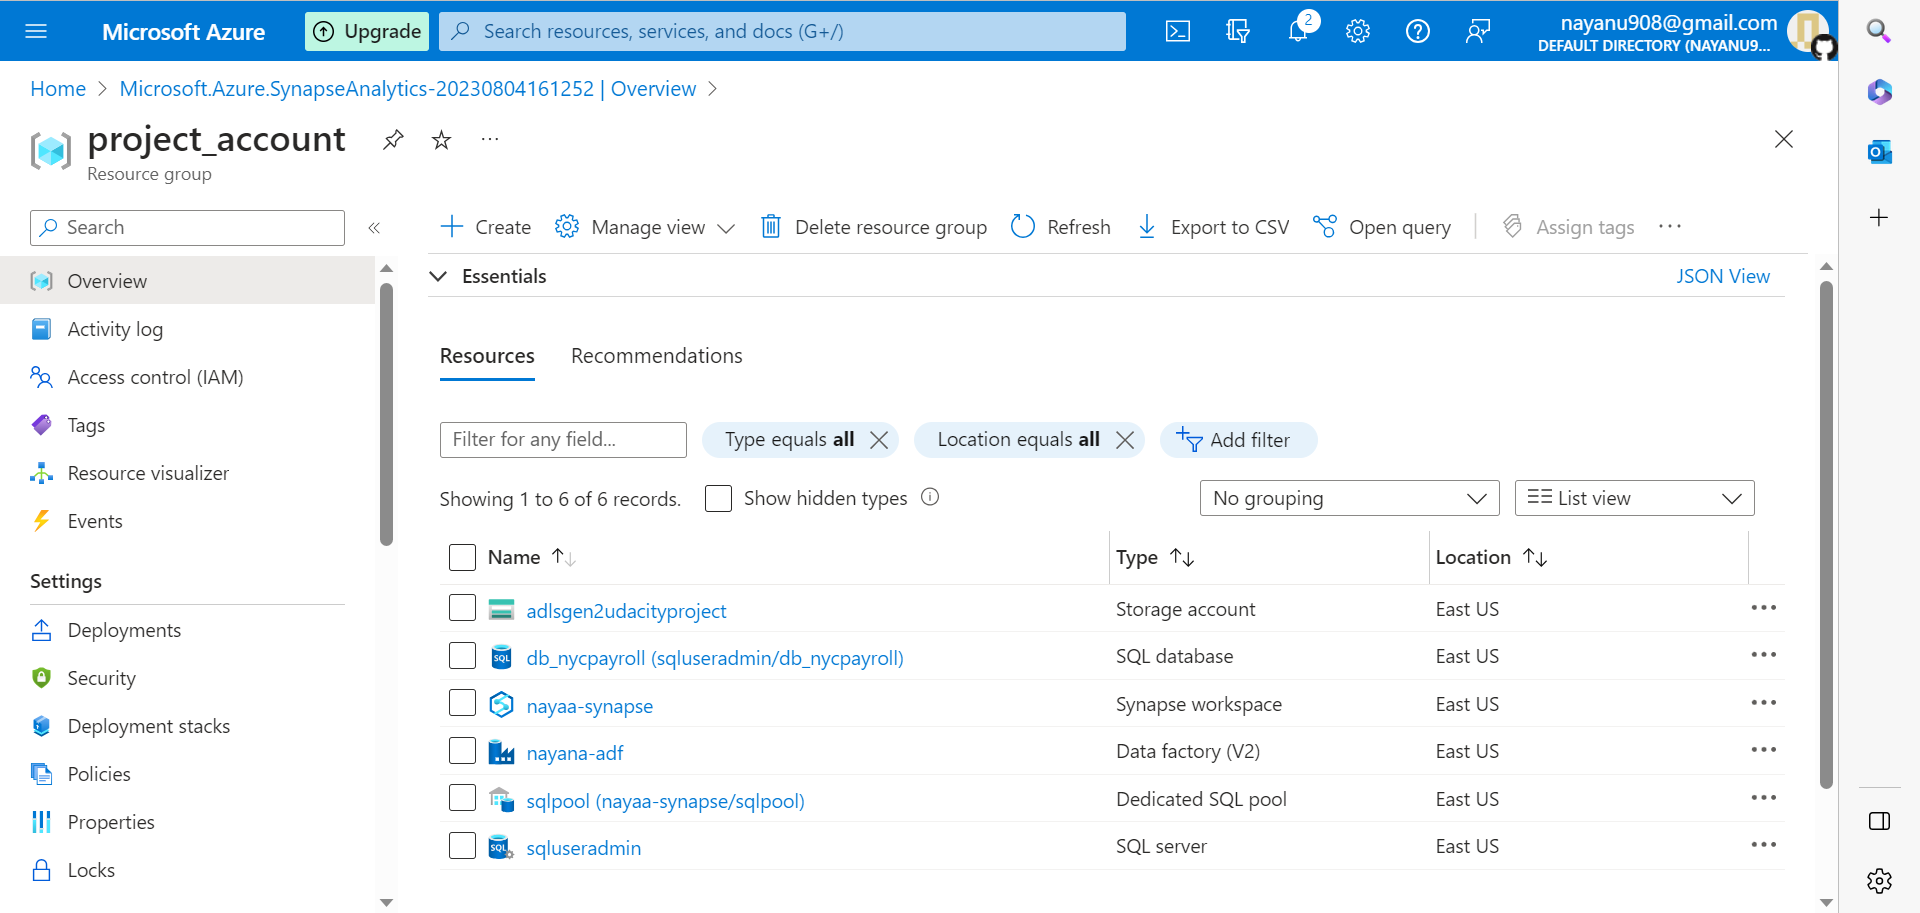 Microsoft Azure
Upgrade
Search resources, services, and docs (G+/)
2
nayanu908@gmail.com
DEFAULT DIRECTORY (NAYANU9...
Home > Microsoft.Azure.SynapseAnalytics-20230804161252 | Overview >
project_account
Resource group
Search
Create
Manage view
Delete resource group
Refresh
Export to CSV
Open query
Assign tags
Overview
Activity log
Access control (IAM)
Tags
Resource visualizer
Events
Settings
Deployments
Security
Deployment stacks
Policies
Properties
Locks
Essentials
JSON View
Resources Recommendations
Filter for any field...
Type equals all
Location equals all
Add filter
Showing 1 to 6 of 6 records.
Show hidden types
No grouping
List view
Name Type Location
adlsgen2udacityproject Storage account East US
SQL db_nycpayroll (sqluseradmin/db_nycpayroll) SQL database East US
nayaa-synapse Synapse workspace East US
nayana-adf Data factory (V2) East US
sqlpool (nayaa-synapse/sqlpool) Dedicated SQL pool East US
SQL sqluseradmin SQL server East US